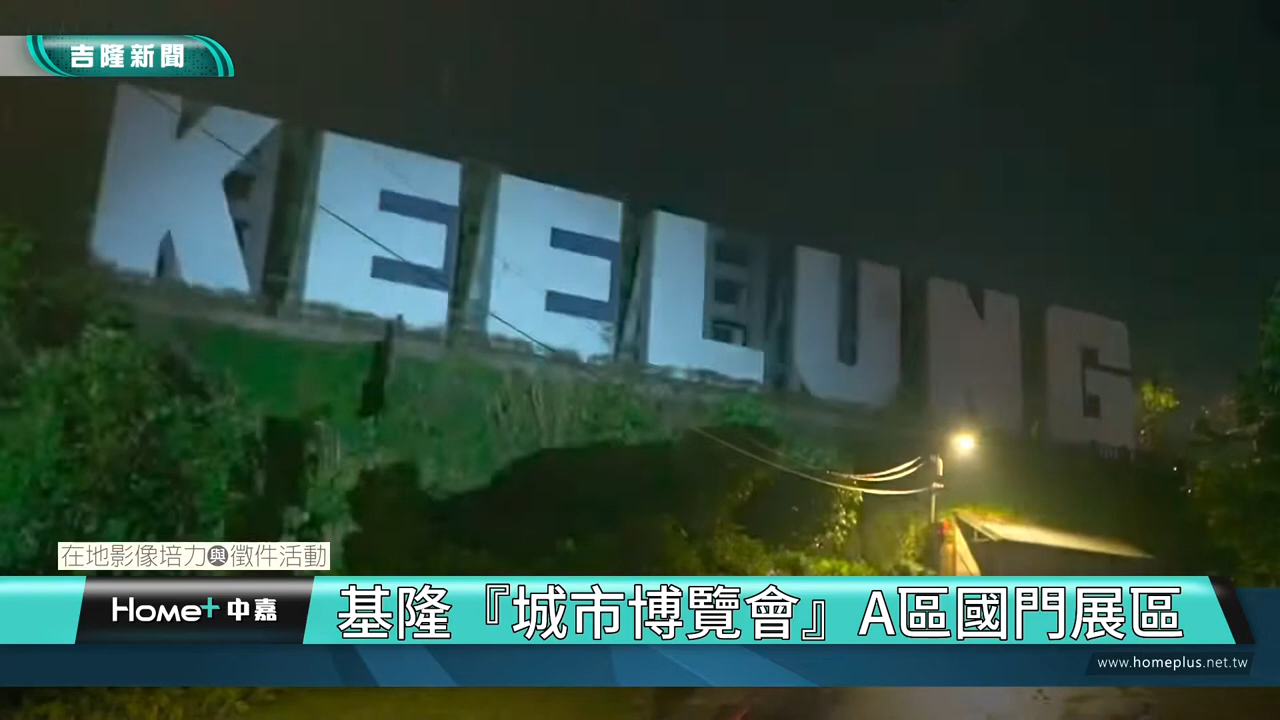 吉隆新聞
KEELUNG
在地影像培力與徵件活動
Home+中嘉
基隆『城市博覽會』A區國門展區
www.homeplus.net.tw